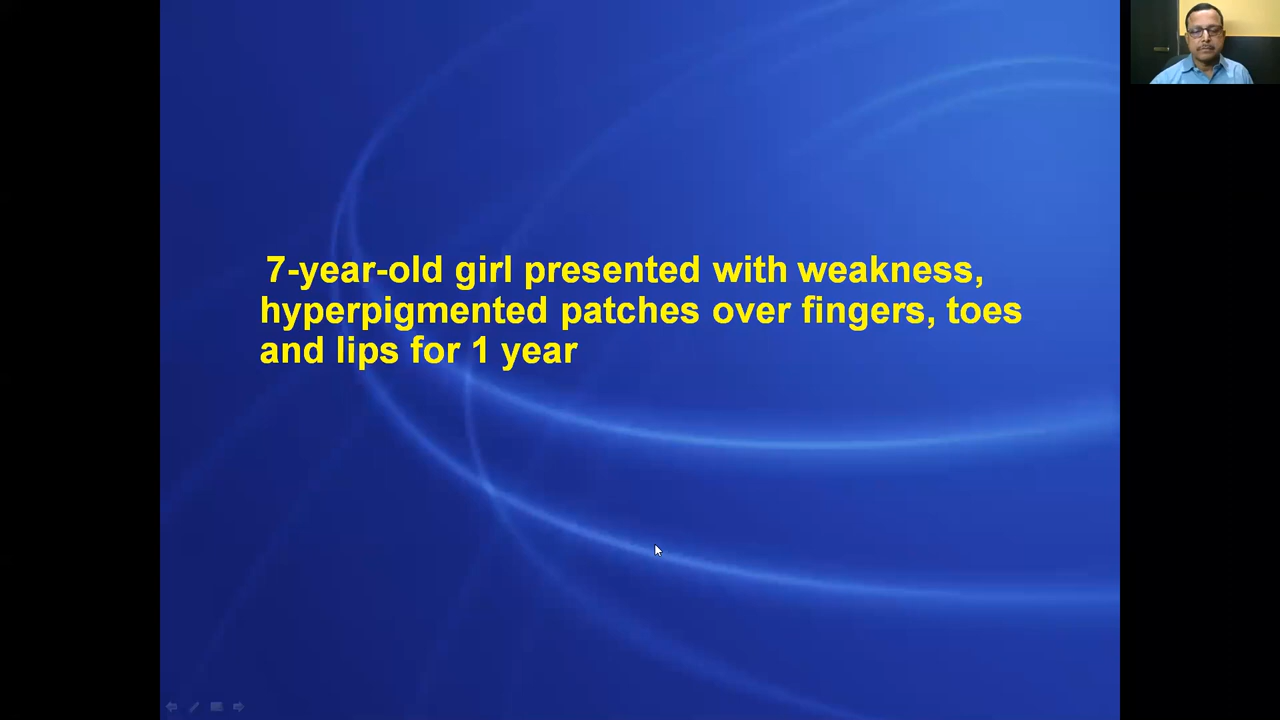 7-year-old girl presented with weakness,
hyperpigmented patches over fingers, toes
and lips for 1 year